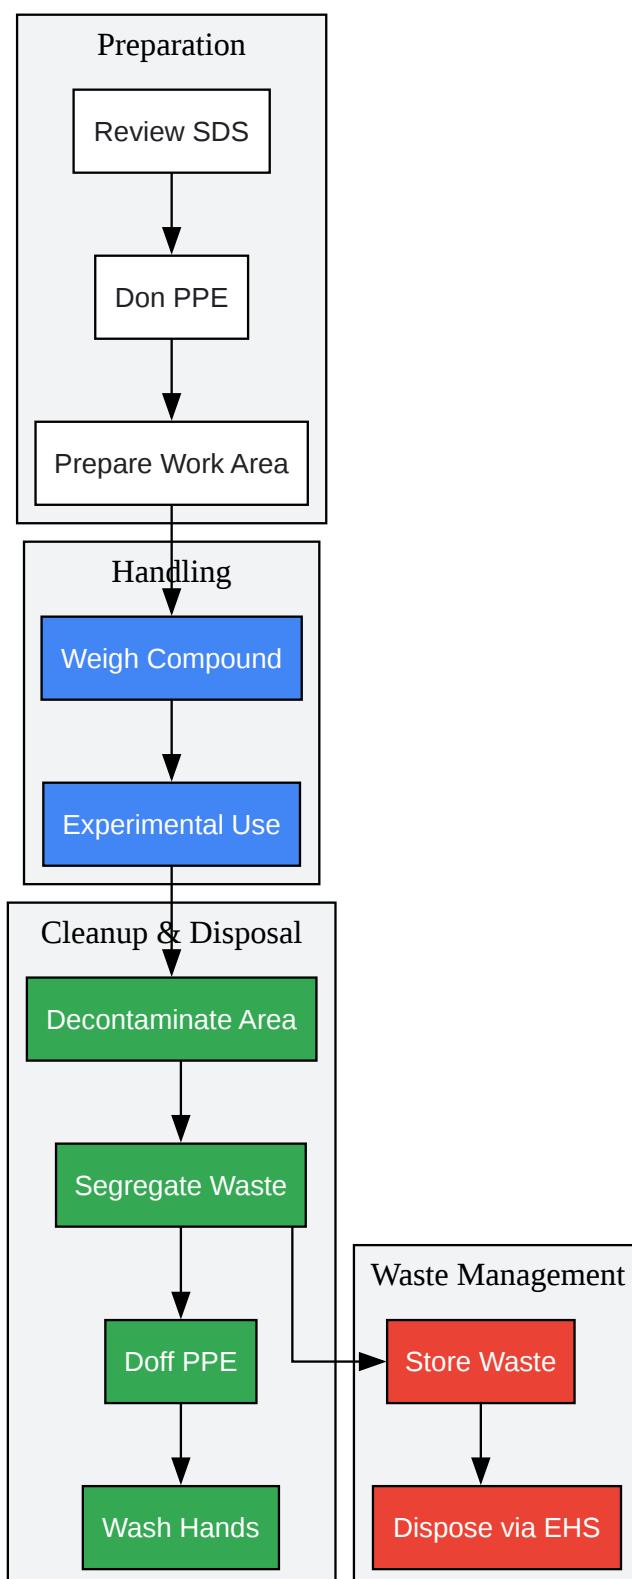 Preparation
Review SDS
Don PPE
Prepare Work Area
Handling
Weigh Compound
Experimental Use
Cleanup & Disposal
Decontaminate Area
Segregate Waste
Waste Management
Doff PPE
Store Waste
Wash Hands
Dispose via EHS